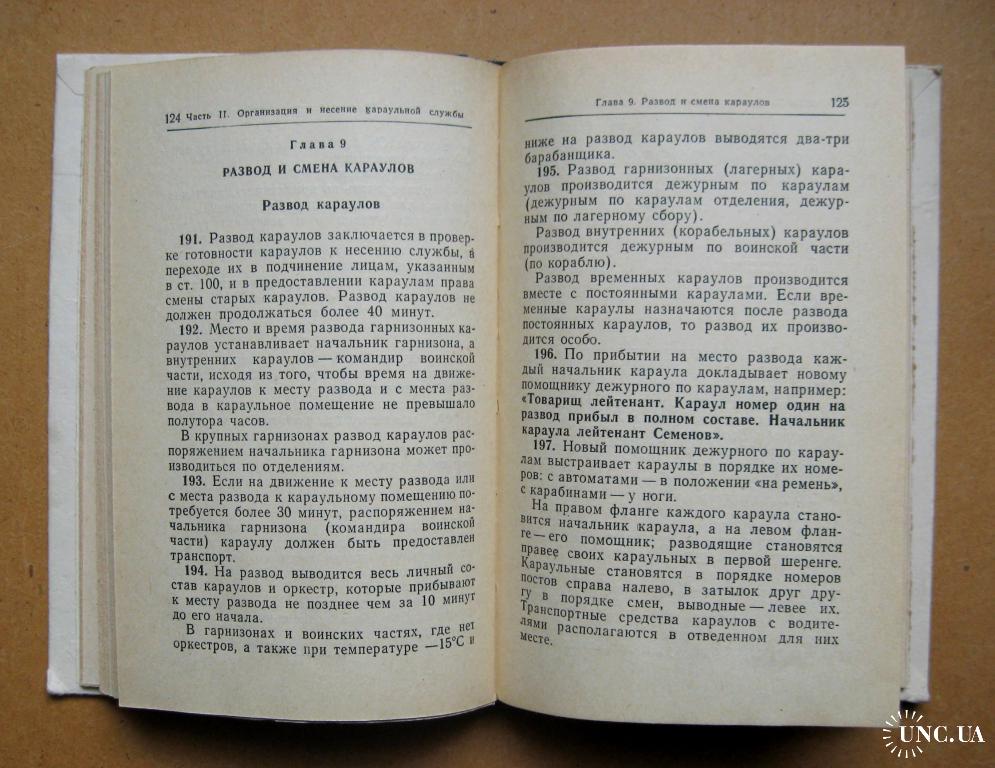 124 Часть II. Организация и несение караульной службы
Глава 9
РАЗВОД И СМЕНА КАРАУЛОВ
Развод караулов
191. Развод караулов заключается в провер-
ке готовности караулов к несению службы, в
переходе их в подчинение лицам, указанным
в ст. 100, и в предоставлении караулам права
смены старых караулов. Развод караулов не
должен продолжаться более 40 минут.
192. Место и время развода гарнизонных ка-
раулов устанавливает начальник гарнизона, а
внутренних караулов — командир воинской
части, исходя из того, чтобы время на движе-
ние караулов к месту развода и с места раз-
вода в караульное помещение не превышало
полутора часов.
В крупных гарнизонах развод караулов рас-
поряжением начальника гарнизона может про-
изводиться по отделениям.
193. Если на движение к месту развода или
с места развода к караульному помещению по-
требуется более 30 минут, распоряжением на-
чальника гарнизона (командира воинской
части) караулу должен быть предоставлен
транспорт.
194. На развод выводится весь личный со-
став караулов и оркестр, которые прибывают
к месту развода не позднее чем за 10 минут
до его начала.
В гарнизонах и воинских частях, где нет
оркестров, а также при температуре —15°С и
Глава 9. Развод и смена караулов 125
ниже на развод караулов выводятся два-три
барабанщика.
195. Развод гарнизонных (лагерных) кара-
улов производится дежурным по караулам
(дежурным по караулам отделения, дежур-
ным по лагерному сбору).
Развод внутренних (корабельных) караулов
производится дежурным по воинской части
(по кораблю).
Развод временных караулов производится
вместе с постоянными караулами. Если вре-
менные караулы назначаются после развода
постоянных караулов, то развод их произво-
дится особо.
196. По прибытии на место развода каж-
дый начальник караула докладывает новому
помощнику дежурного по караулам, например:
«Товарищ лейтенант. Караул номер один на
развод прибыл в полном составе. Начальник
караула лейтенант Семенов».
197. Новый помощник дежурного по карау-
лам выстраивает караулы в порядке их номе-
ров: с автоматами — в положении «на ремень»,
с карабинами — у ноги.
На правом фланге каждого караула стано-
вится начальник караула, а на левом флан-
ге — его помощник; разводящие становятся
правее своих караульных в первой шеренге.
Караульные становятся в порядке номеров
постов справа налево, в затылок друг дру-
гу в порядке смен, выводные — левее их.
Транспортные средства караулов с водите-
лями располагаются в отведенном для них
месте.
UNC.UA